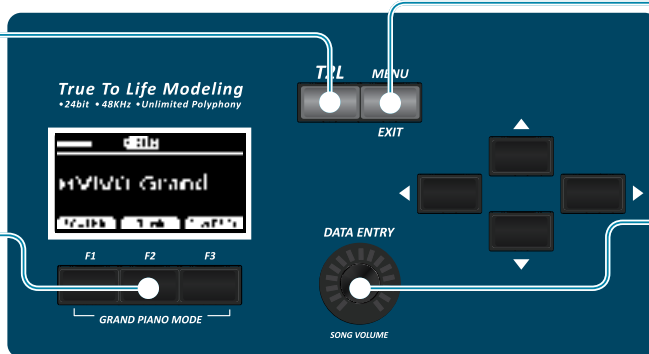 T2L
MENU
True To Life Modeling
•24bit •48KHz •Unlimited Polyphony
EXIT
Grand
DATA ENTRY
F1
F2
F3
GRAND PIANO MODE
SONG VOLUME